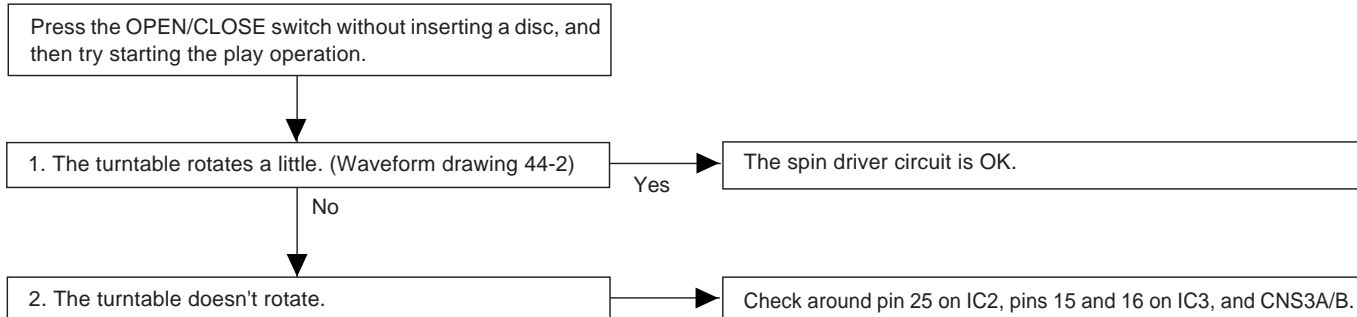 Press the OPEN/CLOSE switch without inserting a disc, and
then try starting the play operation.
1. The turntable rotates a little. (Waveform drawing 44-2)
Yes
The spin driver circuit is OK.
No
2. The turntable doesn't rotate.
Check around pin 25 on IC2, pins 15 and 16 on IC3, and CNS3A/B.